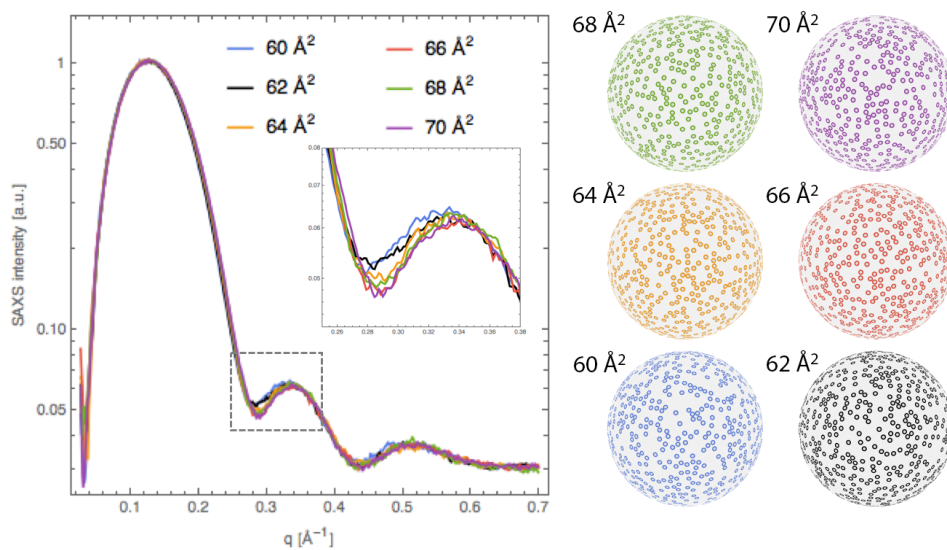 60 Å²
66 Å²
62 Å²
68 Å²
64 Å²
70 Å²
SAXS intensity [a.u.]
1
0.50
0.10
0.05
0.08
0.07
0.06
0.05
0.26
0.28
0.30
0.32
0.34
0.36
0.38
0.1
0.2
0.3
0.4
0.5
0.6
0.7
q [Å⁻¹]
68 Å²
70 Å²
64 Å²
66 Å²
60 Å²
62 Å²